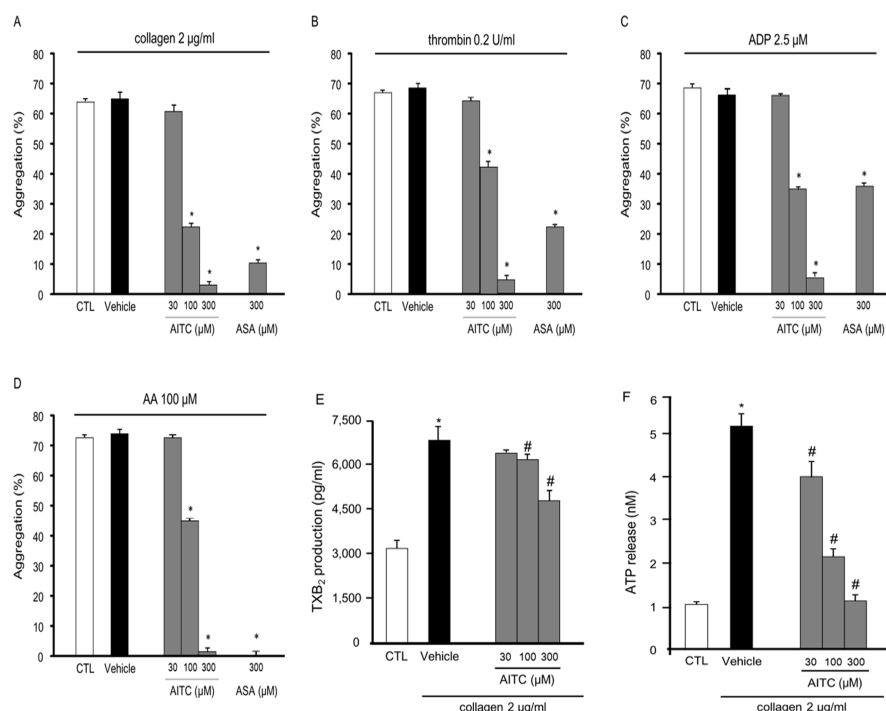 A
collagen 2 µg/ml
Aggregation (%)
80
70
60
50
40
30
20
10
0
*
*
*
CTL Vehicle 30 100 300 300
AITC (µM) ASA (µM)
B
thrombin 0.2 U/ml
Aggregation (%)
80
70
60
50
40
30
20
10
0
*
*
*
CTL Vehicle 30 100 300 300
AITC (µM) ASA (µM)
C
ADP 2.5 µM
Aggregation (%)
80
70
60
50
40
30
20
10
0
*
*
*
CTL Vehicle 30 100 300 300
AITC (µM) ASA (µM)
D
AA 100 µM
Aggregation (%)
80
70
60
50
40
30
20
10
0
*
*
*
CTL Vehicle 30 100 300 300
AITC (µM) ASA (µM)
E
TXB₂ production (pg/ml)
7,500
6,000
4,500
3,000
1,500
0
*
#
#
CTL Vehicle 30 100 300
AITC (µM)
collagen 2 µg/ml
F
ATP release (nM)
6
5
5
4
2
1
0
*
#
#
#
CTL Vehicle 30 100 300
AITC (µM)
collagen 2 µg/ml